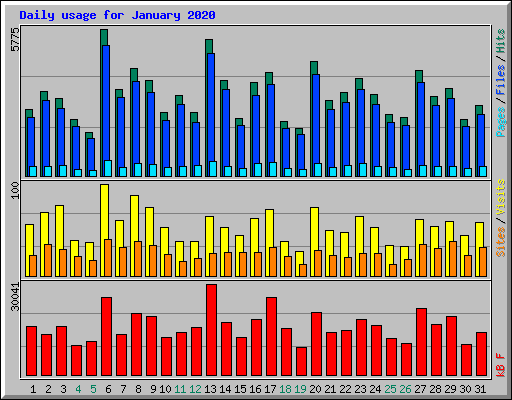 Daily usage for January 2020
5775
Pages / Files / Hits
100
Sites / Visits
30041
kB F
1 2 3 4 5 6 7 8 9 10 11 12 13 14 15 16 17 18 19 20 21 22 23 24 25 26 27 28 29 30 31